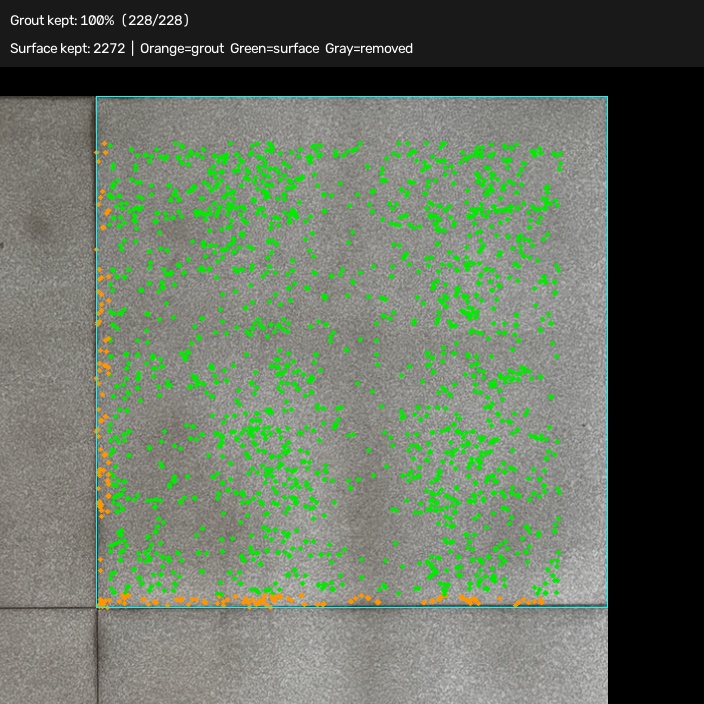 Grout kept: 100% (228/228)
Surface kept: 2272 | Orange=grout Green=surface Gray=removed